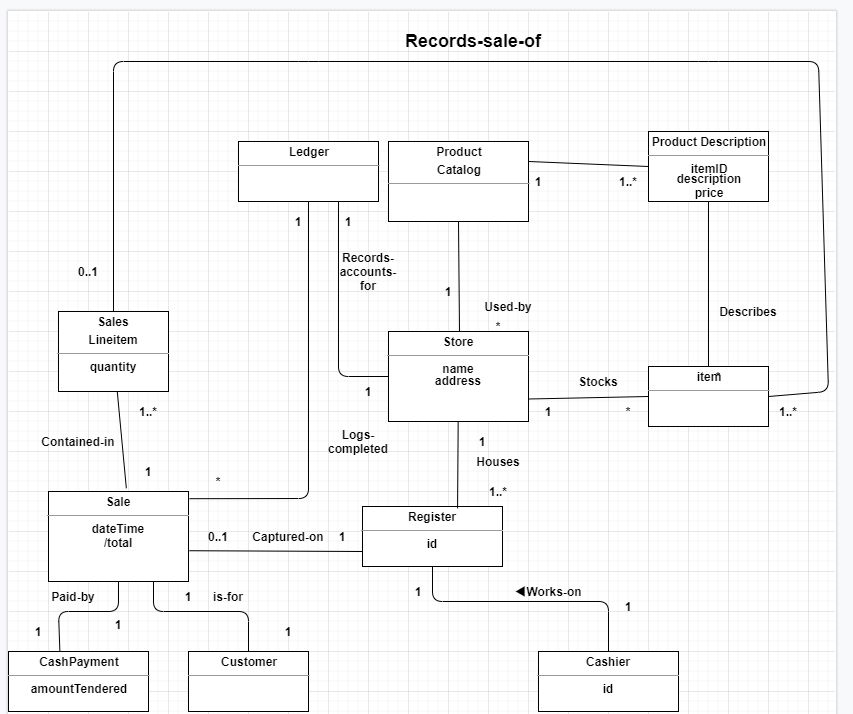 Records-sale-of
Product Description
itemID
description
price
Ledger
Product
Catalog
1
1..*
1
1
Records-
accounts-
for
0..1
1
Used-by
*
Describes
Sales
Lineitem
quantity
Store
name
address
item
*
Stocks
1
1
*
1..*
1..*
Contained-in
Logs-
completed
1
Houses
1
*
1..*
Sale
dateTime
/total
Register
id
0..1
Captured-on
1
Paid-by
1
is-for
1
◀Works-on
1
1
1
1
CashPayment
amountTendered
Customer
Cashier
id